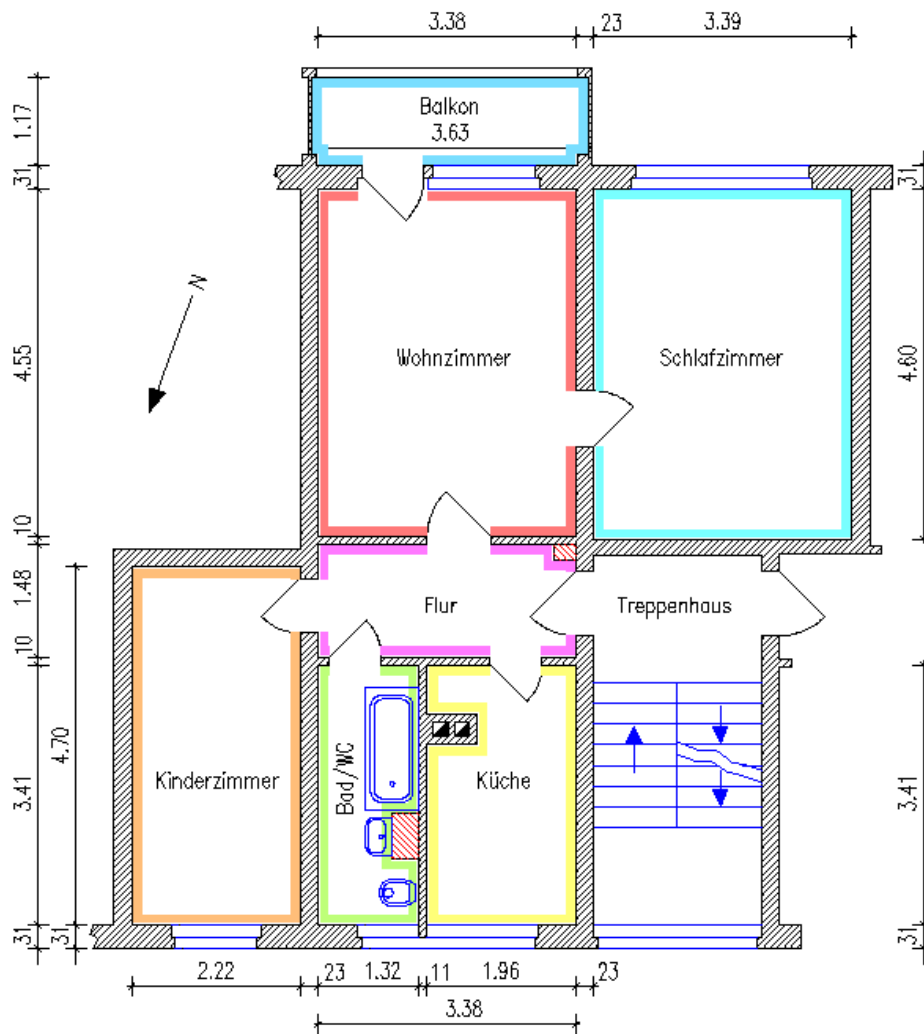 3.38
23
3.39
1.17
Balkon
3.63
31
31
N
4.55
Wohnzimmer
Schlafzimmer
4.60
10
1.48
Flur
Treppenhaus
10
4.70
3.41
Kinderzimmer
Bad/WC
Küche
3.41
31
31
31
2.22
23
1.32
11
1.96
23
3.38